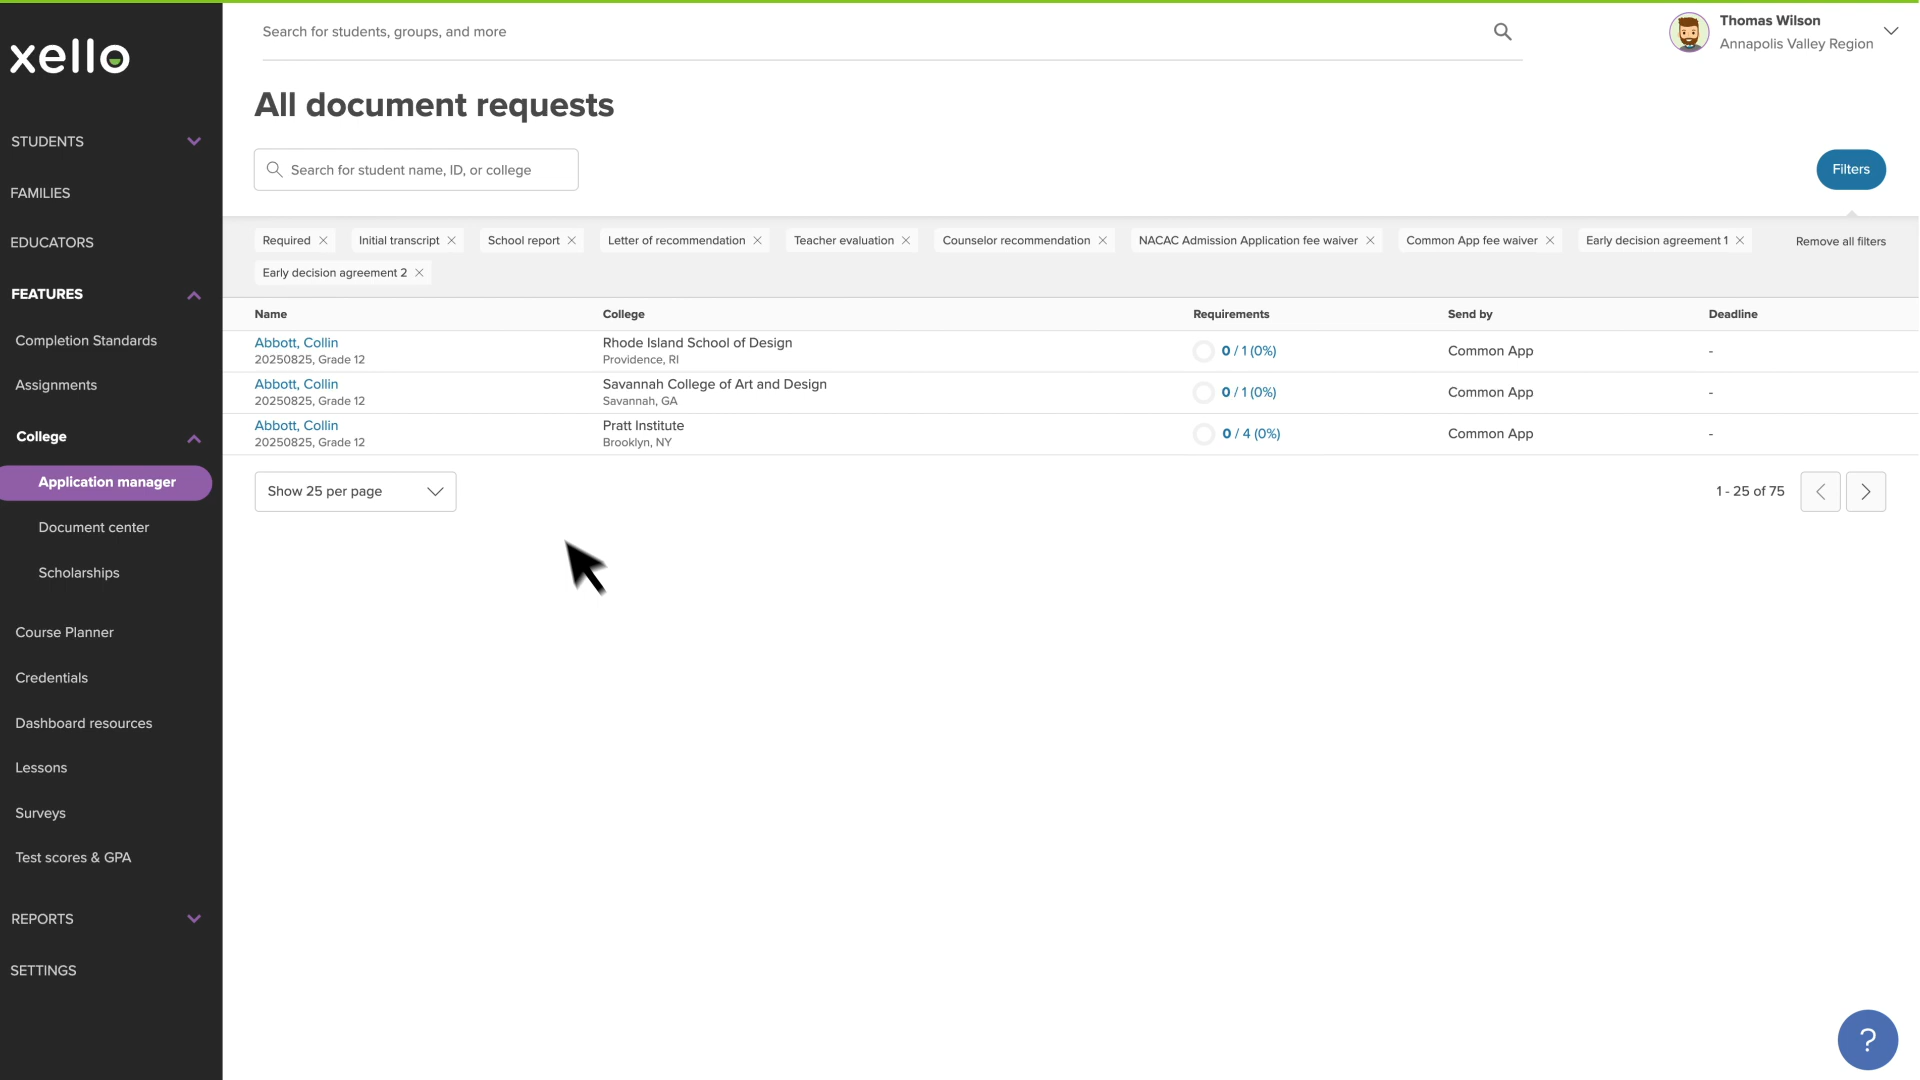 xello
Search for students, groups, and more
Thomas Wilson
Annapolis Valley Region
STUDENTS
FAMILIES
EDUCATORS
FEATURES
Completion Standards
Assignments
College
Application manager
Document center
Scholarships
Course Planner
Credentials
Dashboard resources
Lessons
Surveys
Test scores & GPA
REPORTS
SETTINGS
All document requests
Search for student name, ID, or college
Filters
Required Initial transcript School report Letter of recommendation Teacher evaluation Counselor recommendation NACAC Admission Application fee waiver Common App fee waiver Early decision agreement 1 Remove all filters
Early decision agreement 2
Name College Requirements Send by Deadline
Abbott, Collin Rhode Island School of Design 0 / 1 (0%) Common App -
20250825, Grade 12 Providence, RI
Abbott, Collin Savannah College of Art and Design 0 / 1 (0%) Common App -
20250825, Grade 12 Savannah, GA
Abbott, Collin Pratt Institute 0 / 4 (0%) Common App -
20250825, Grade 12 Brooklyn, NY
Show 25 per page 1 - 25 of 75
?